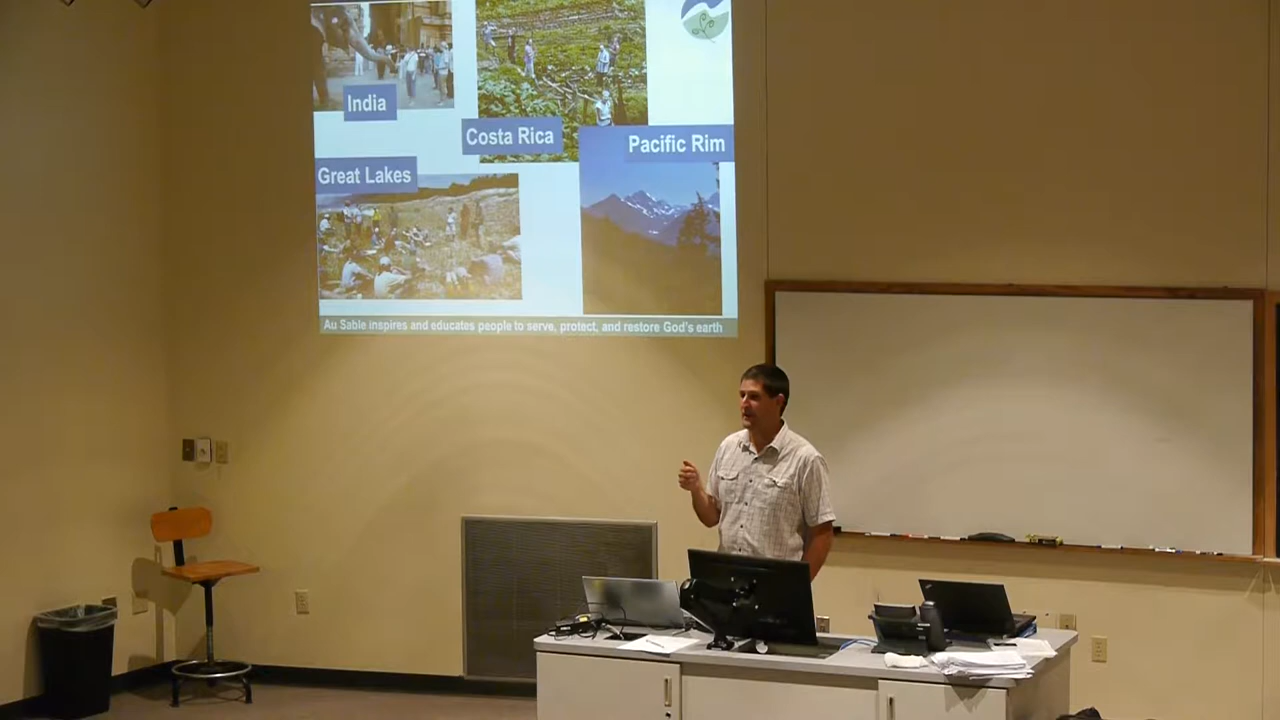 India
Costa Rica
Pacific Rim
Great Lakes
Au Sable inspires and educates people to serve, protect, and restore God's earth